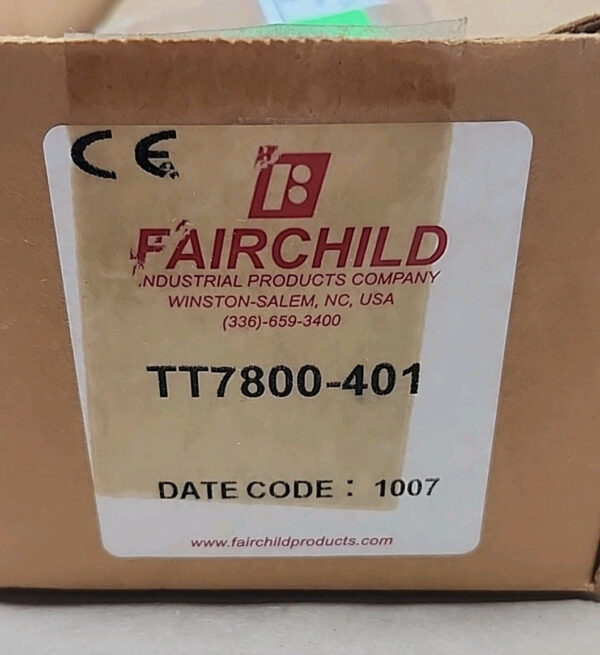 CE
FAIRCHILD
INDUSTRIAL PRODUCTS COMPANY
WINSTON-SALEM, NC, USA
(336)-659-3400
TT7800-401
DATE CODE : 1007
www.fairchildproducts.com